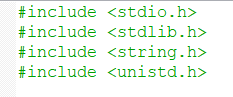 #include <stdio.h>
#include <stdlib.h>
#include <string.h>
#include <unistd.h>